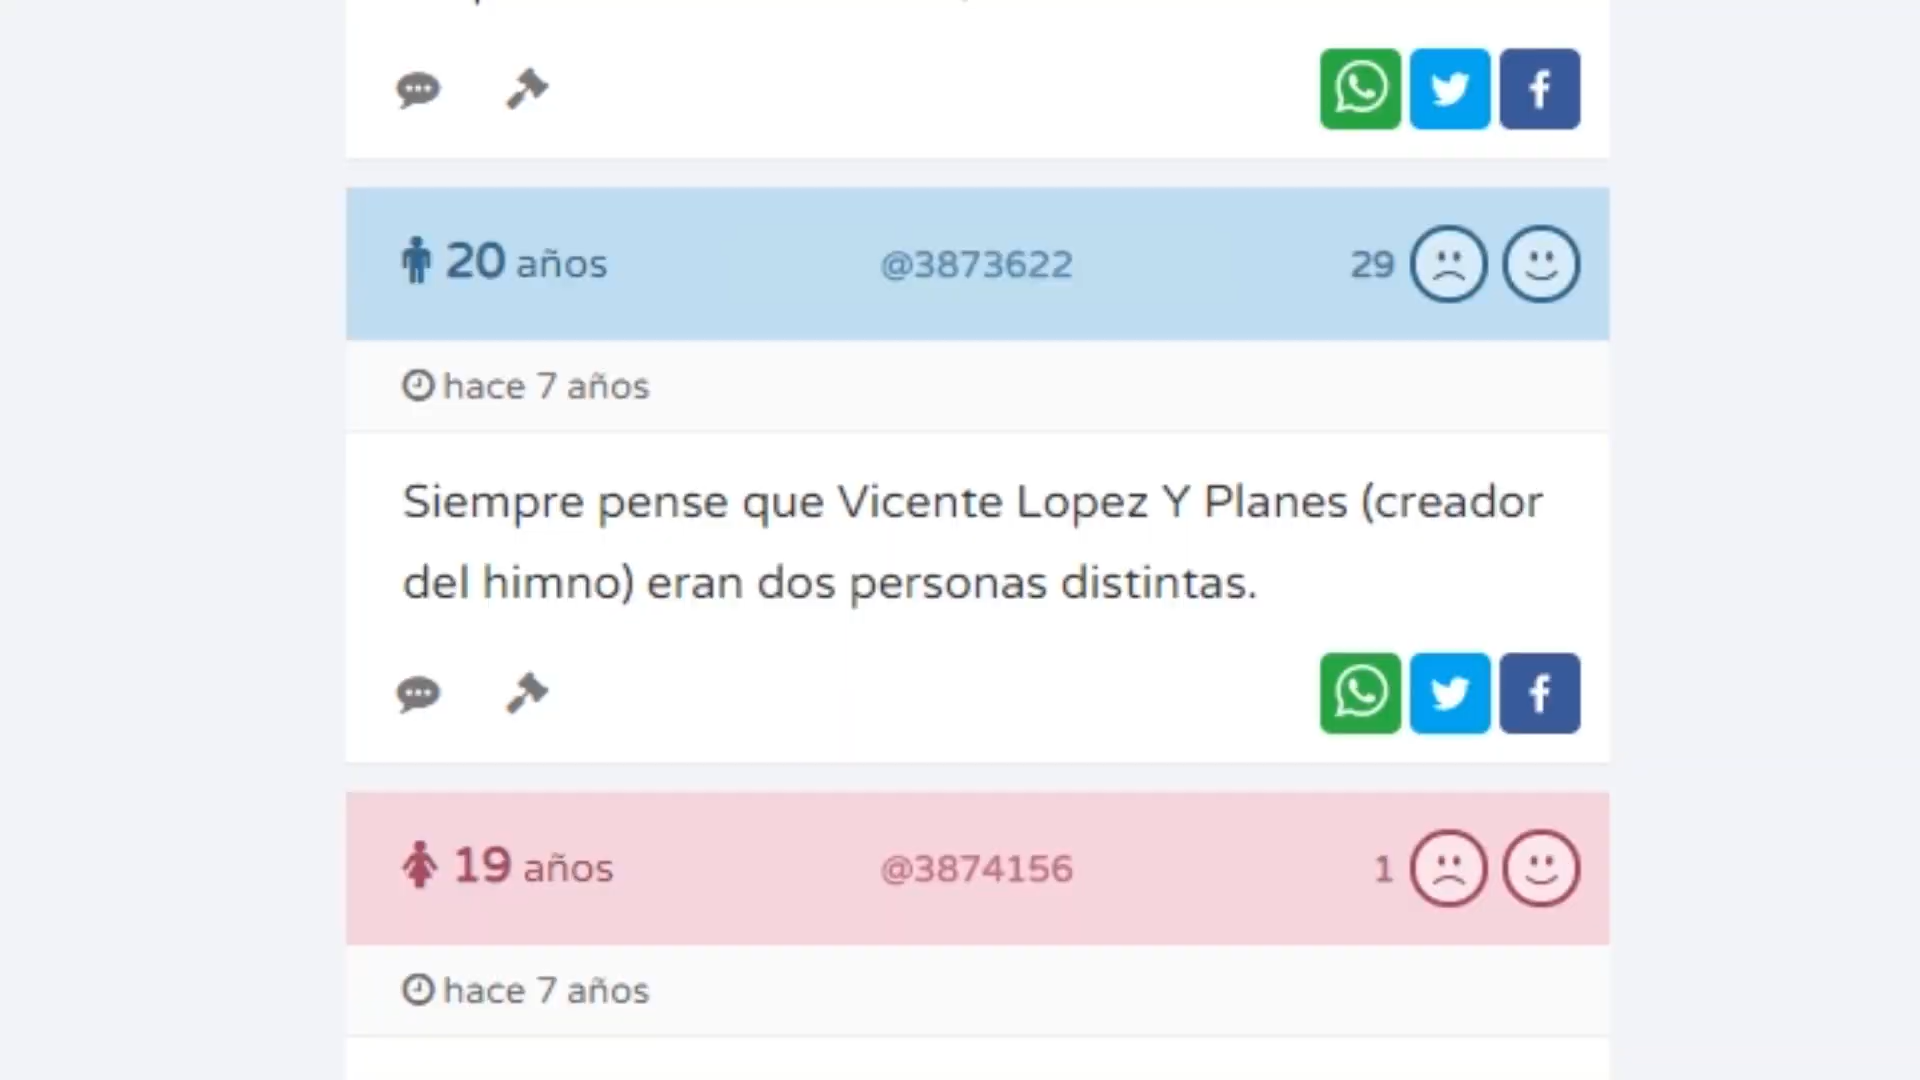 20 años @3873622 29
hace 7 años
Siempre pense que Vicente Lopez Y Planes (creador
del himno) eran dos personas distintas.
19 años @3874156 1
hace 7 años